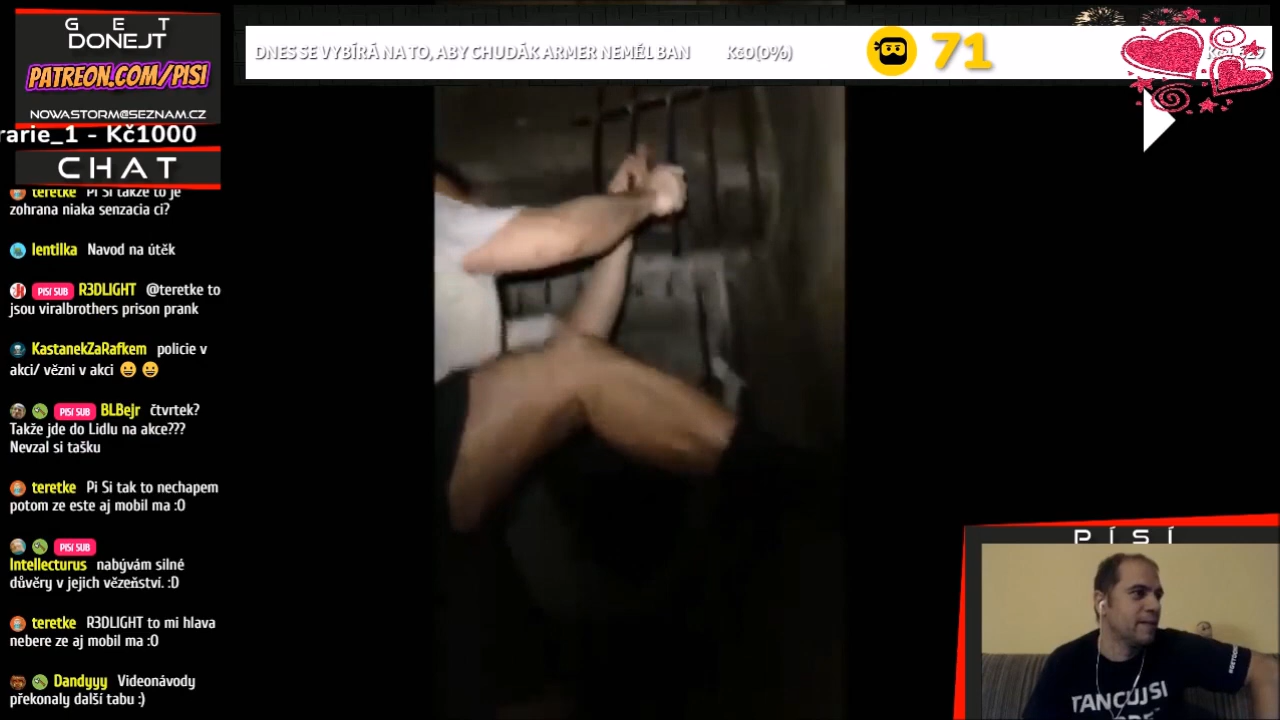 GET
DONEJT
PATREON.COM/PISI
NOWASTORM@SEZNAM.CZ
rarie_1 - Kč1000
CHAT
DNES SE VYBÍRÁ NA TO, ABY CHUDÁK ARMER NEMĚL BAN Kč0(0%)
71
teretke Pi Si takze to je
zohrana niaka senzacia ci?
lentilka Navod na útěk
PISI SUB R3DLIGHT @teretke to
jsou viralbrothers prison prank
KastanekZaRafkem policie v
akci/ vězni v akci 😀 😀
PISI SUB BLBejr čtvrtek?
Takže jde do Lidlu na akce???
Nevzal si tašku
teretke Pi Si tak to nechapem
potom ze este aj mobil ma :O
PISI SUB
Intellecturus nabývám silné
důvěry v jejich vězeňství. :D
teretke R3DLIGHT to mi hlava
nebere ze aj mobil ma :O
Dandyyy Videonávody
překonaly další tabu :)
PÍSÍ
TANCUJ SI